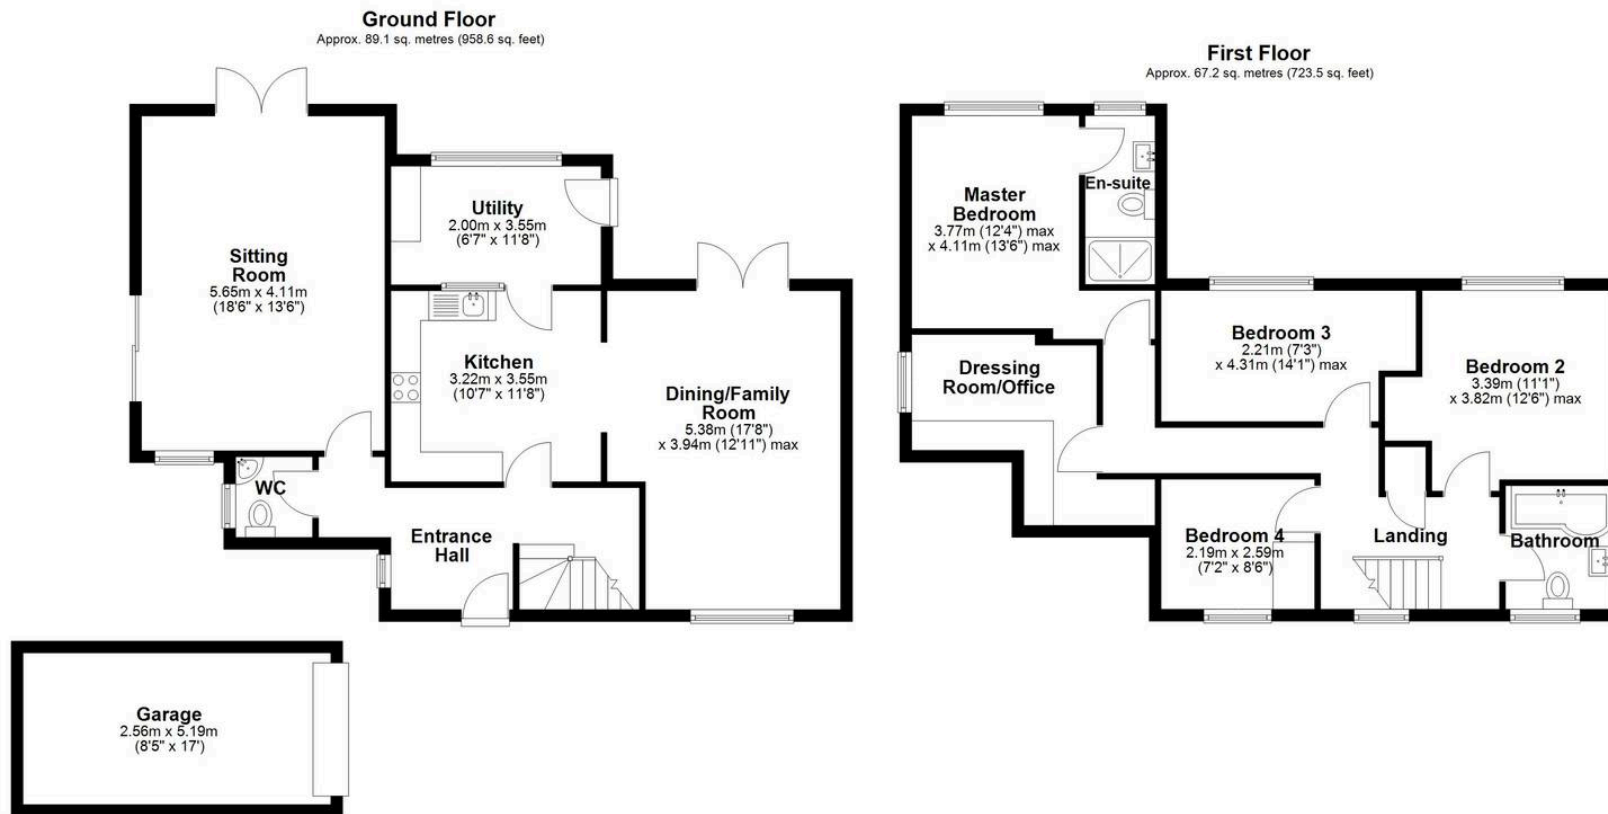 Ground Floor
Approx. 89.1 sq. metres (958.6 sq. feet)
Sitting
Room
5.65m x 4.11m
(18'6" x 13'6")
Utility
2.00m x 3.55m
(6'7" x 11'8")
Kitchen
3.22m x 3.55m
(10'7" x 11'8")
Dining/Family
Room
5.38m (17'8")
x 3.94m (12'11") max
WC
Entrance
Hall
Garage
2.56m x 5.19m
(8'5" x 17')
First Floor
Approx. 67.2 sq. metres (723.5 sq. feet)
Master
Bedroom
3.77m (12'4") max
x 4.11m (13'6") max
En-suite
Dressing
Room/Office
Bedroom 3
2.21m (7'3")
x 4.31m (14'1") max
Bedroom 2
3.39m (11'1")
x 3.82m (12'6") max
Bedroom 4
2.19m x 2.59m
(7'2" x 8'6")
Landing
Bathroom